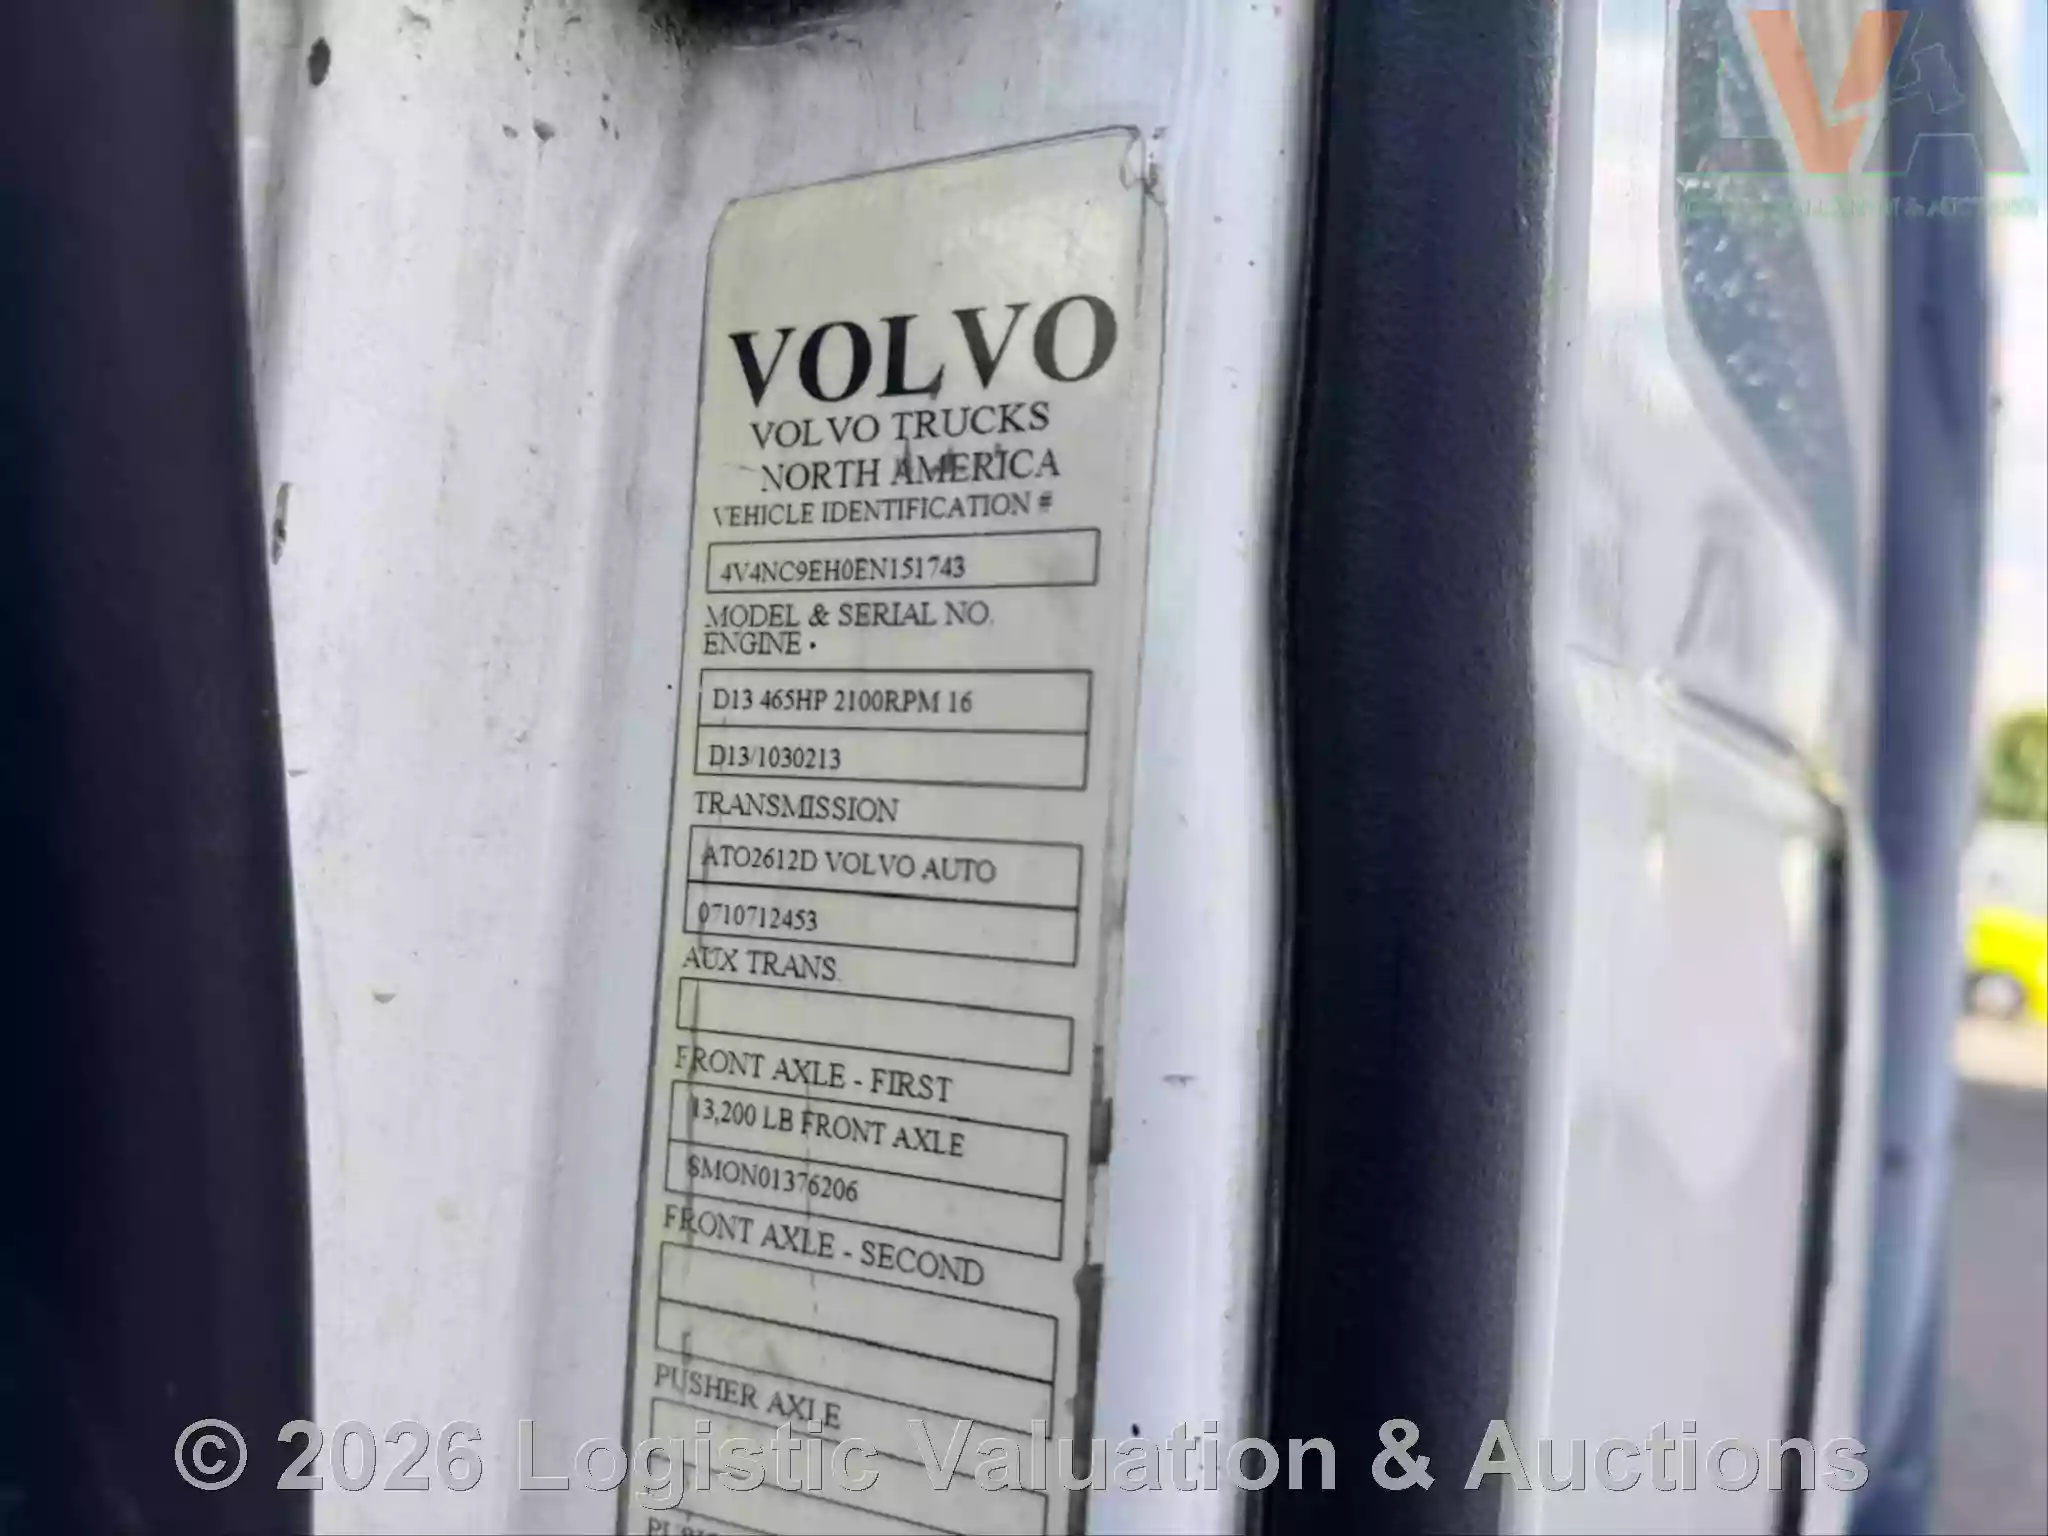 VOLVO
VOLVO TRUCKS
NORTH AMERICA
VEHICLE IDENTIFICATION #
4V4NC9EH0EN151743
MODEL & SERIAL NO.
ENGINE •
D13 465HP 2100RPM 16
D13/1030213
TRANSMISSION
ATO2612D VOLVO AUTO
0710712453
AUX TRANS.
FRONT AXLE - FIRST
13,200 LB FRONT AXLE
SMON01376206
FRONT AXLE - SECOND
PUSHER AXLE
© 2026 Logistic Valuation & Auctions